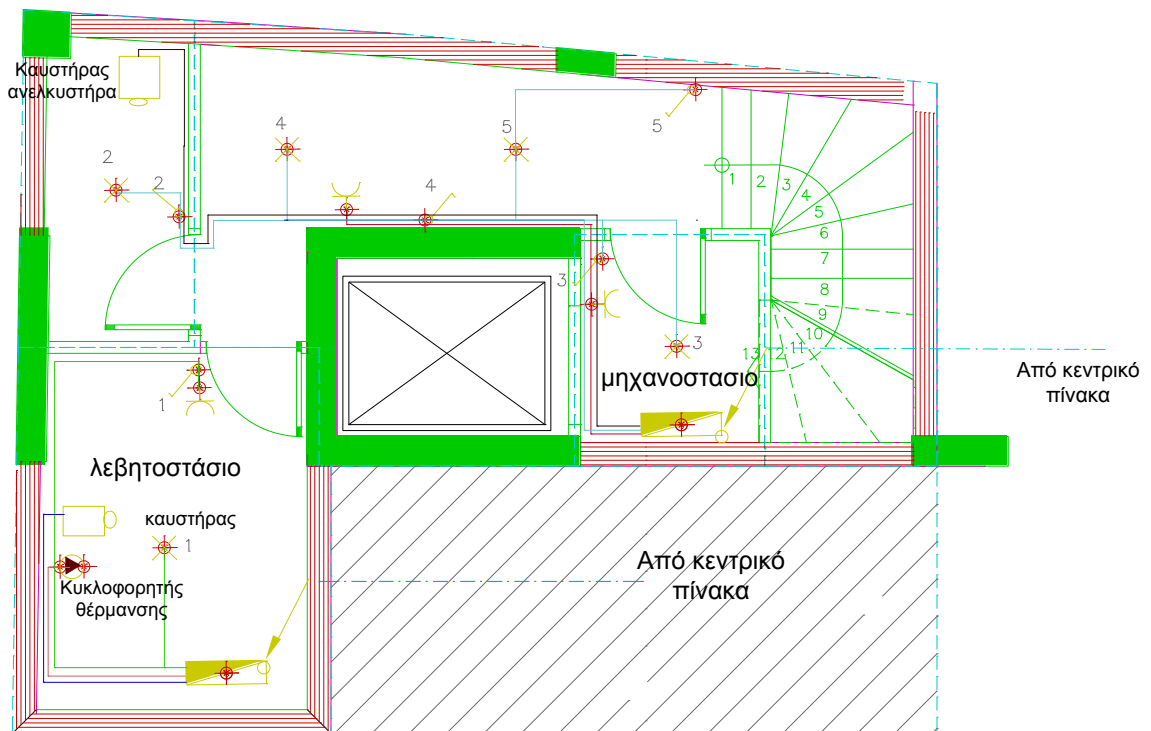 Καυστήρας
ανελκυστήρα
4
5
5
2
2
4
3
3
1
1
2
3
4
5
6
7
8
9
10
11
12
13
μηχανοστασιο
Από κεντρικό
πίνακα
λεβητοστάσιο
καυστήρας
1
Κυκλοφορητής
θέρμανσης
Από κεντρικό
πίνακα